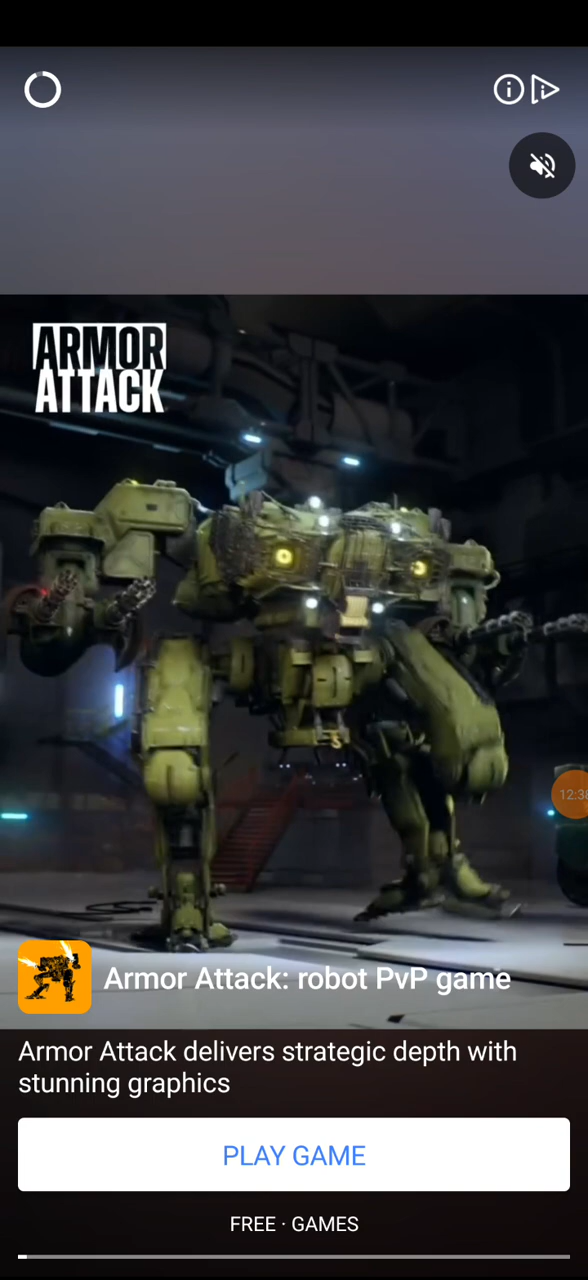 ARMOR
ATTACK
Armor Attack: robot PvP game
Armor Attack delivers strategic depth with
stunning graphics
PLAY GAME
FREE · GAMES